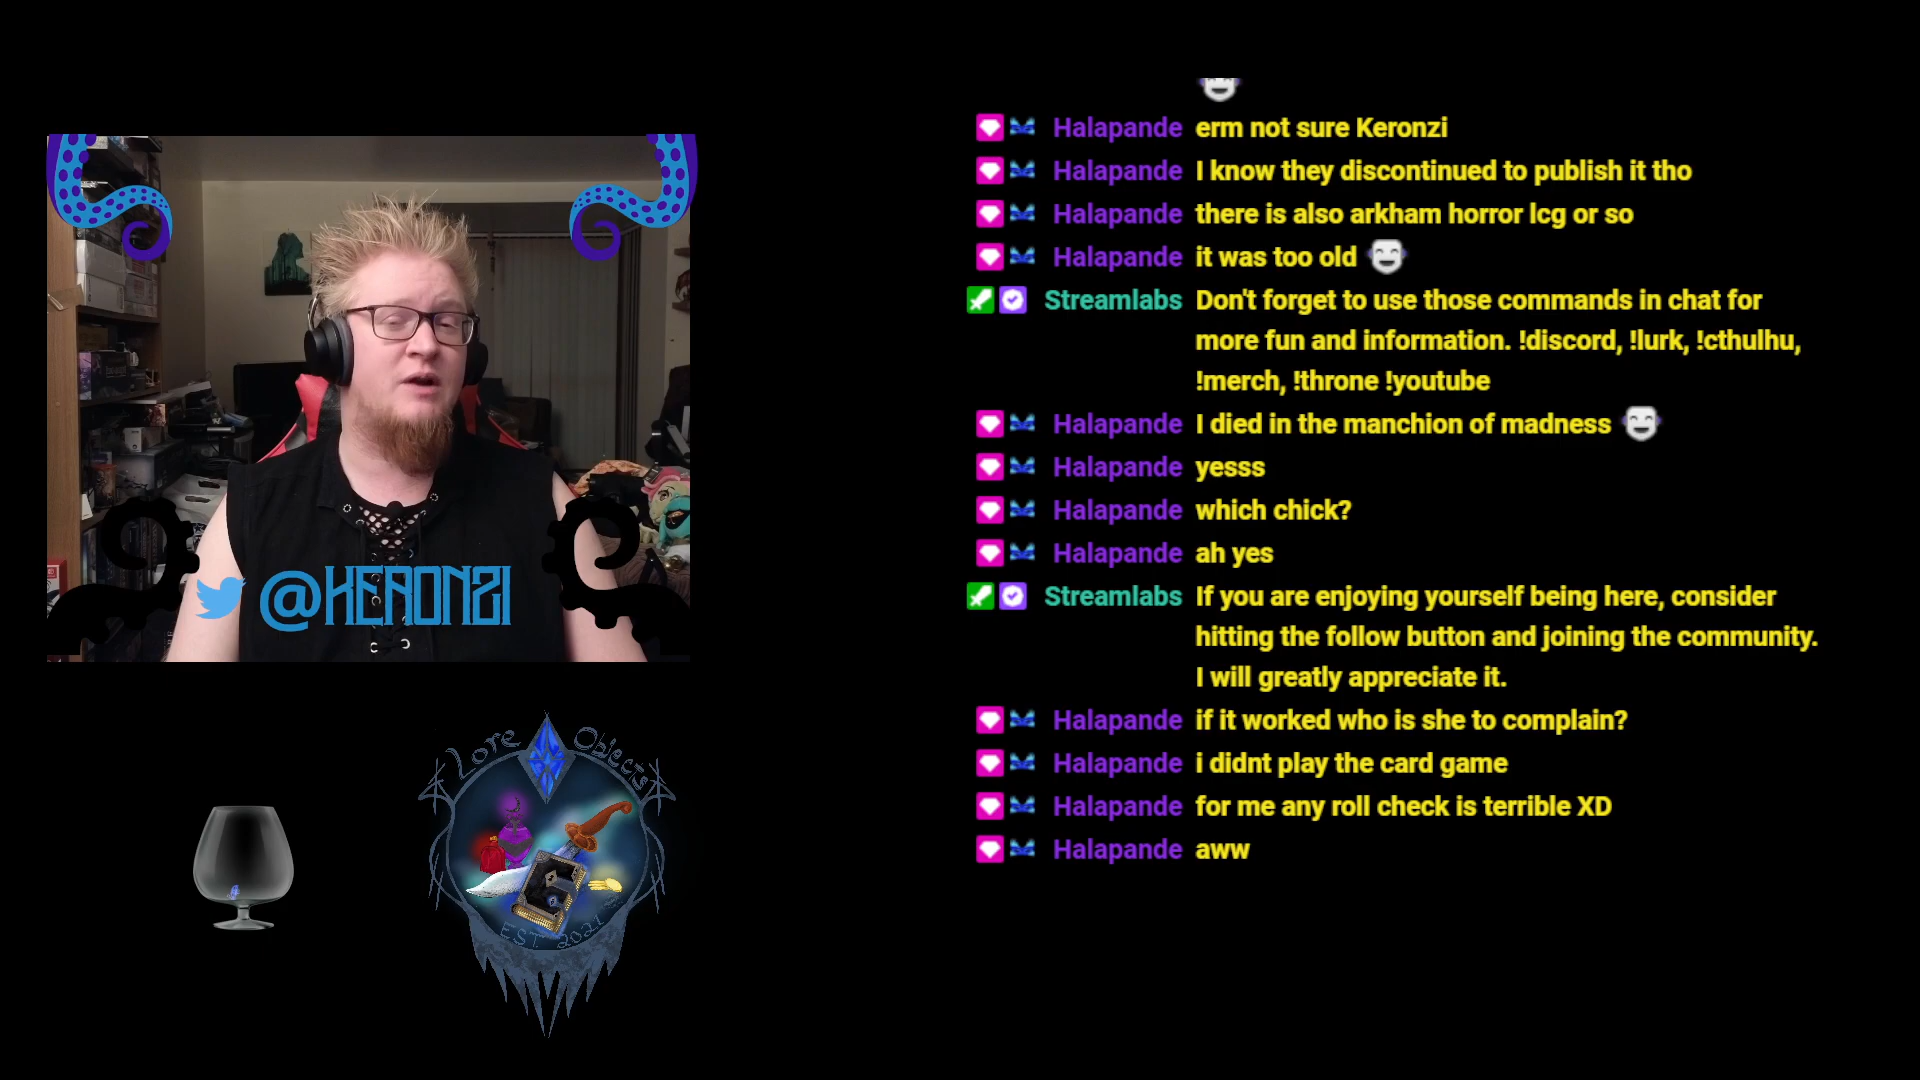 Halapande erm not sure Keronzi
Halapande I know they discontinued to publish it tho
Halapande there is also arkham horror lcg or so
Halapande it was too old
Streamlabs Don't forget to use those commands in chat for
more fun and information. !discord, !lurk, !cthulhu,
!merch, !throne !youtube
Halapande I died in the manchion of madness
Halapande yesss
Halapande which chick?
Halapande ah yes
Streamlabs If you are enjoying yourself being here, consider
hitting the follow button and joining the community.
I will greatly appreciate it.
Halapande if it worked who is she to complain?
Halapande i didnt play the card game
Halapande for me any roll check is terrible XD
Halapande aww
@KERONZI
Lore Objects
EST. 2021